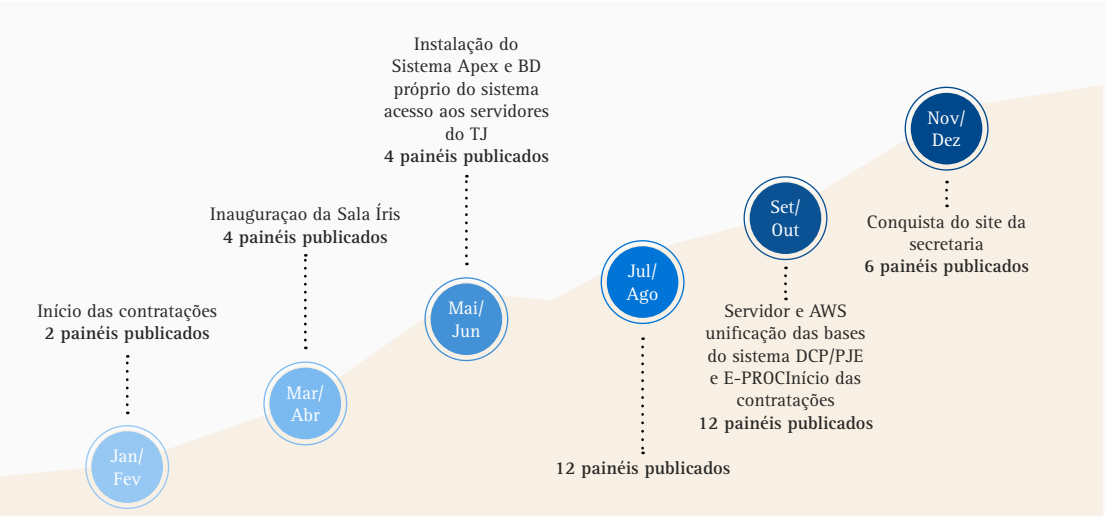 Jan/
Fev
Início das contratações
2 painéis publicados
Mar/
Abr
Inauguraçao da Sala Íris
4 painéis publicados
Mai/
Jun
Instalação do
Sistema Apex e BD
próprio do sistema
acesso aos servidores
do TJ
4 painéis publicados
Jul/
Ago
12 painéis publicados
Set/
Out
Servidor e AWS
unificação das bases
do sistema DCP/PJE
e E-PROCInício das
contratações
12 painéis publicados
Nov/
Dez
Conquista do site da
secretaria
6 painéis publicados